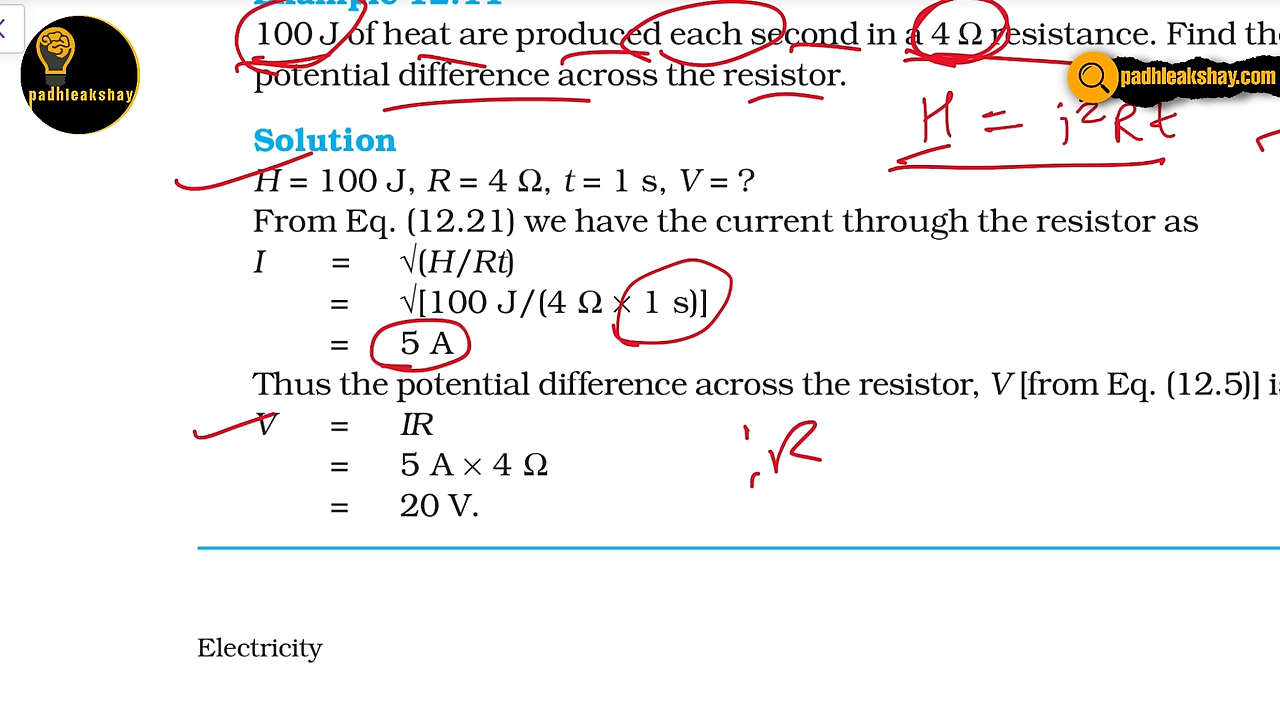 Example 12.11
100 J of heat are produced each second in a 4 Ω resistance. Find the
potential difference across the resistor.
padhleakshay
padhleakshay.com
H = i²Rt
Solution
H = 100 J, R = 4 Ω, t = 1 s, V = ?
From Eq. (12.21) we have the current through the resistor as
I = √(H/Rt)
= √[100 J/(4 Ω × 1 s)]
= 5 A
Thus the potential difference across the resistor, V [from Eq. (12.5)] is
V = IR
= 5 A × 4 Ω
= 20 V.
iR
Electricity